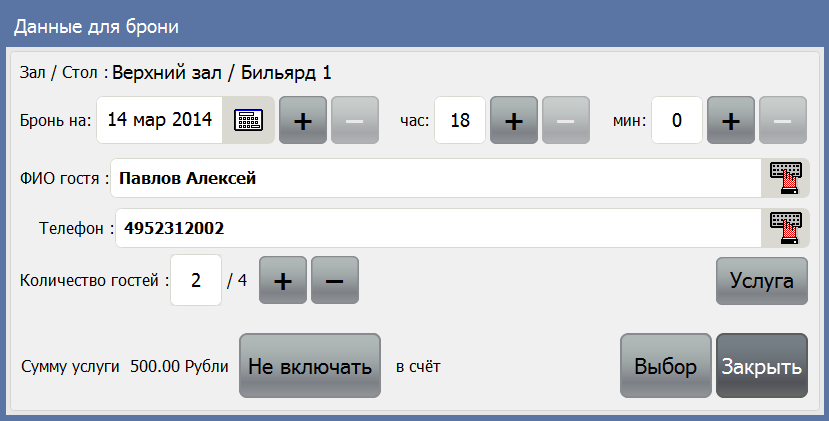 Данные для брони
Зал / Стол : Верхний зал / Бильярд 1
Бронь на: 14 мар 2014 + − час: 18 + − мин: 0 + −
ФИО гостя : Павлов Алексей
Телефон : 4952312002
Количество гостей : 2 / 4 + − Услуга
Сумму услуги 500.00 Рубли Не включать в счёт Выбор Закрыть